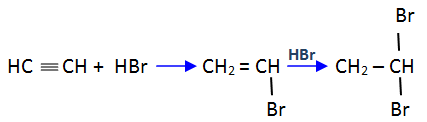 Br
HC ≡ CH + HBr → CH₂ = CH HBr → CH₂ – CH
Br Br